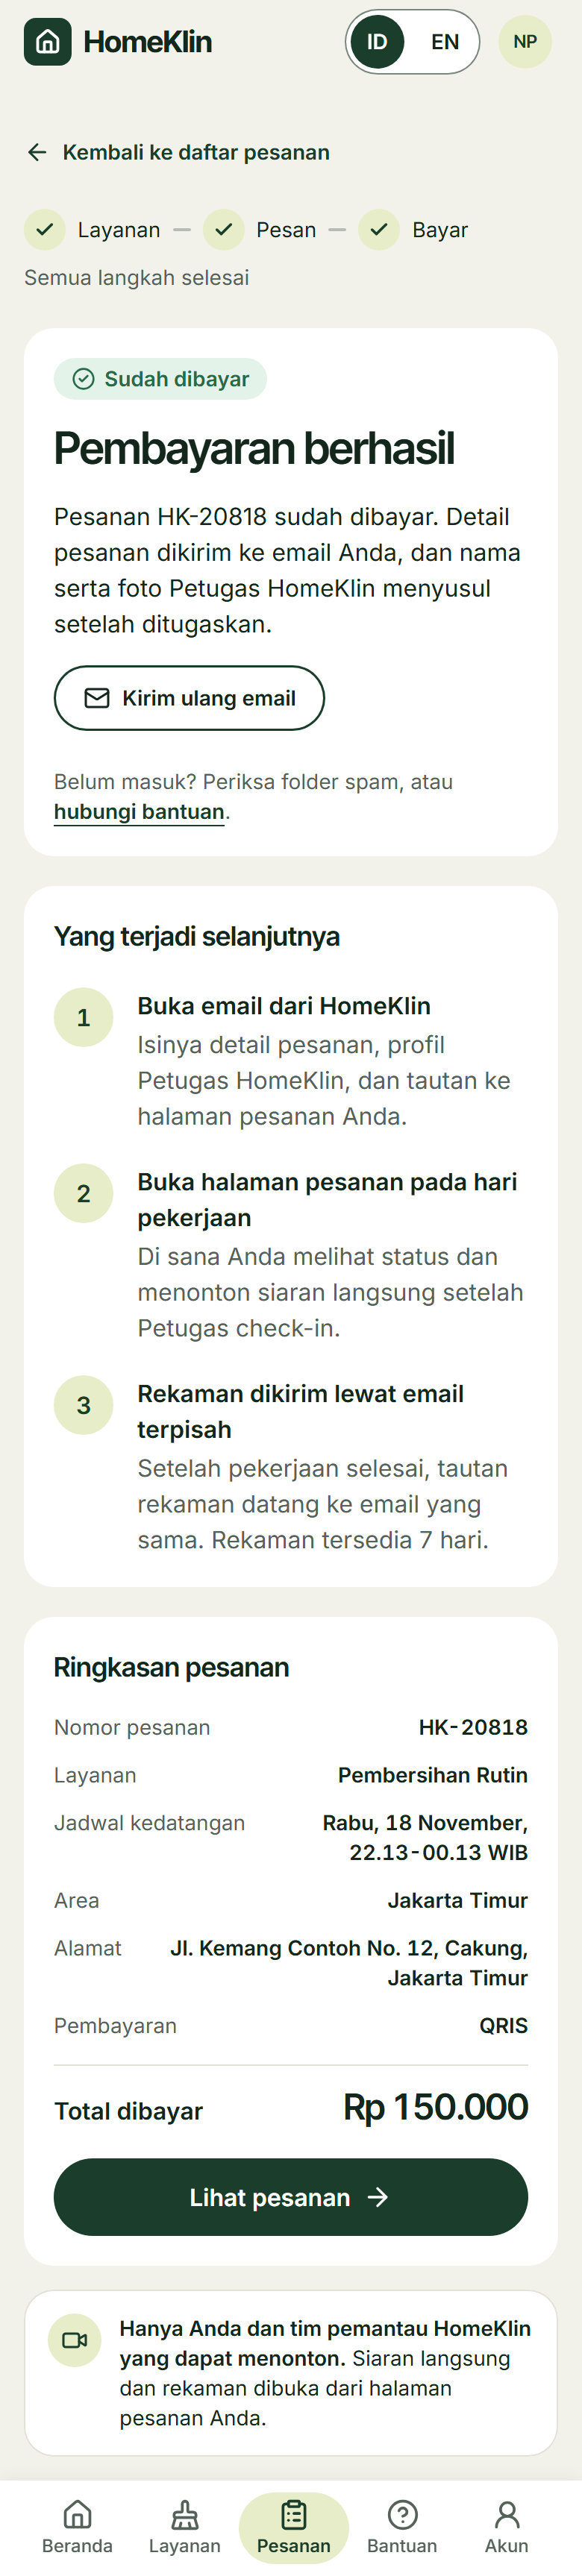 HomeKlin
ID EN
NP
Kembali ke daftar pesanan
Layanan — Pesan — Bayar
Semua langkah selesai
Sudah dibayar
Pembayaran berhasil
Pesanan HK-20818 sudah dibayar. Detail
pesanan dikirim ke email Anda, dan nama
serta foto Petugas HomeKlin menyusul
setelah ditugaskan.
Kirim ulang email
Belum masuk? Periksa folder spam, atau
hubungi bantuan.
Yang terjadi selanjutnya
1
Buka email dari HomeKlin
Isinya detail pesanan, profil
Petugas HomeKlin, dan tautan ke
halaman pesanan Anda.
2
Buka halaman pesanan pada hari
pekerjaan
Di sana Anda melihat status dan
menonton siaran langsung setelah
Petugas check-in.
3
Rekaman dikirim lewat email
terpisah
Setelah pekerjaan selesai, tautan
rekaman datang ke email yang
sama. Rekaman tersedia 7 hari.
Ringkasan pesanan
Nomor pesanan HK-20818
Layanan Pembersihan Rutin
Jadwal kedatangan Rabu, 18 November,
22.13-00.13 WIB
Area Jakarta Timur
Alamat Jl. Kemang Contoh No. 12, Cakung,
Jakarta Timur
Pembayaran QRIS
Total dibayar Rp 150.000
Lihat pesanan
Hanya Anda dan tim pemantau HomeKlin
yang dapat menonton. Siaran langsung
dan rekaman dibuka dari halaman
pesanan Anda.
Beranda Layanan Pesanan Bantuan Akun